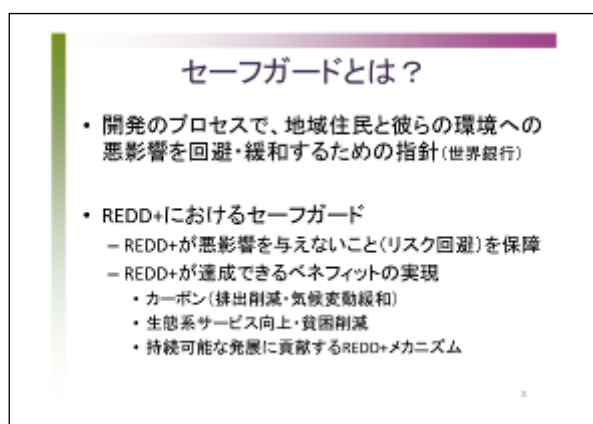 セーフガードとは？
• 開発のプロセスで、地域住民と彼らの環境への
悪影響を回避・緩和するための指針（世界銀行）
• REDD+におけるセーフガード
– REDD+が悪影響を与えないこと（リスク回避）を保障
– REDD+が達成できるベネフィットの実現
• カーボン（排出削減・気候変動緩和）
• 生態系サービス向上・貧困削減
• 持続可能な発展に貢献するREDD+メカニズム